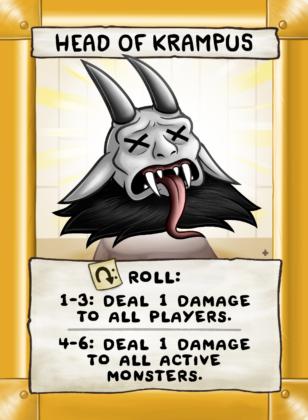 HEAD OF KRAMPUS
ROLL:
1-3: DEAL 1 DAMAGE
TO ALL PLAYERS.
4-6: DEAL 1 DAMAGE
TO ALL ACTIVE
MONSTERS.